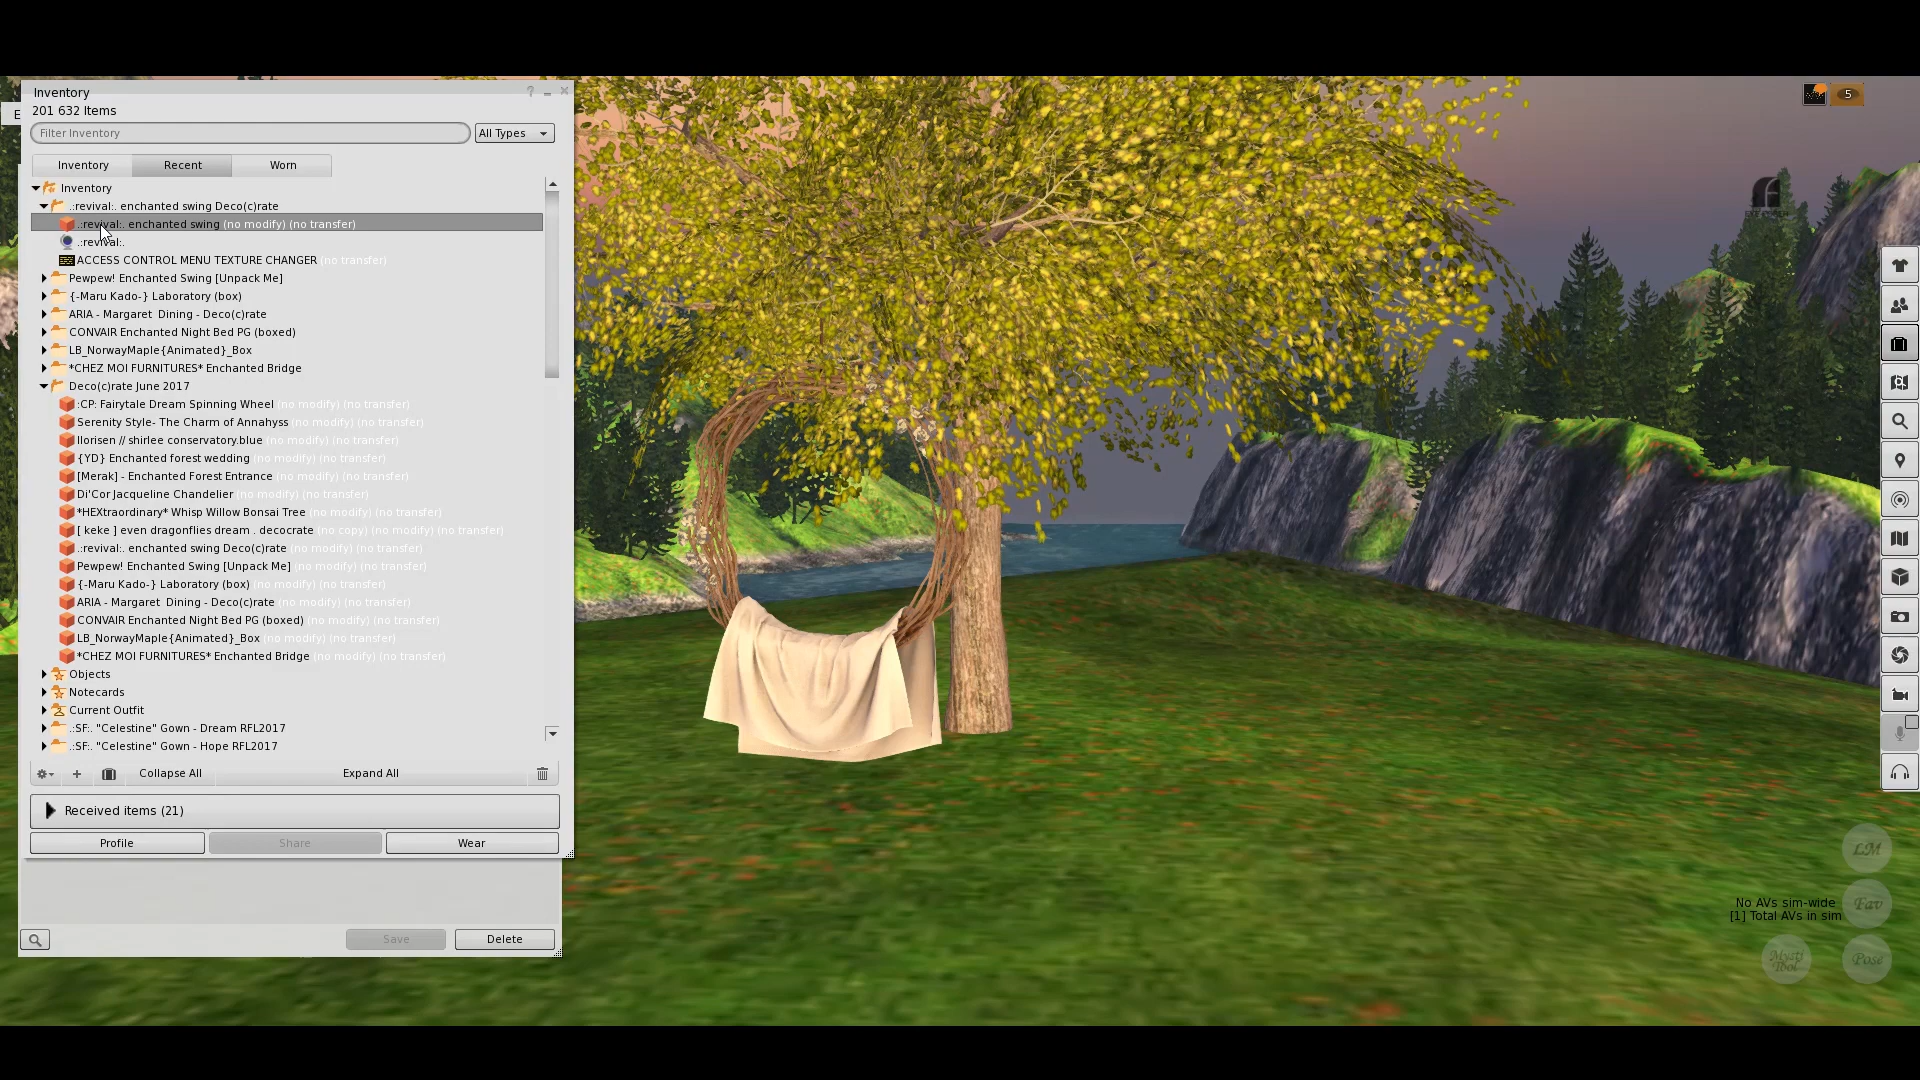 Inventory
201 632 Items
Filter Inventory
All Types
Inventory Recent Worn
Inventory
.:revival:. enchanted swing Deco(c)rate
.:revival:. enchanted swing (no modify) (no transfer)
.:revival:.
ACCESS CONTROL MENU TEXTURE CHANGER (no transfer)
Pewpew! Enchanted Swing [Unpack Me]
{-Maru Kado-} Laboratory (box)
ARIA - Margaret Dining - Deco(c)rate
CONVAIR Enchanted Night Bed PG (boxed)
LB_NorwayMaple{Animated}_Box
*CHEZ MOI FURNITURES* Enchanted Bridge
Deco(c)rate June 2017
:CP: Fairytale Dream Spinning Wheel (no modify) (no transfer)
Serenity Style- The Charm of Annahyss (no modify) (no transfer)
llorisen // shirlee conservatory.blue (no modify) (no transfer)
{YD} Enchanted forest wedding (no modify) (no transfer)
[Merak] - Enchanted Forest Entrance (no modify) (no transfer)
Di'Cor Jacqueline Chandelier (no modify) (no transfer)
*HEXtraordinary* Whisp Willow Bonsai Tree (no modify) (no transfer)
[ keke ] even dragonflies dream . decocrate (no copy) (no modify) (no transfer)
.:revival:. enchanted swing Deco(c)rate (no modify) (no transfer)
Pewpew! Enchanted Swing [Unpack Me] (no modify) (no transfer)
{-Maru Kado-} Laboratory (box) (no modify) (no transfer)
ARIA - Margaret Dining - Deco(c)rate (no modify) (no transfer)
CONVAIR Enchanted Night Bed PG (boxed) (no modify) (no transfer)
LB_NorwayMaple{Animated}_Box (no modify) (no transfer)
*CHEZ MOI FURNITURES* Enchanted Bridge (no modify) (no transfer)
Objects
Notecards
Current Outfit
.:SF:. "Celestine" Gown - Dream RFL2017
.:SF:. "Celestine" Gown - Hope RFL2017
Collapse All Expand All
Received items (21)
Profile Share Wear
Save Delete
5
LM
No AVs sim-wide
[1] Total AVs in sim
Fav
Mysti
Tool
Pose